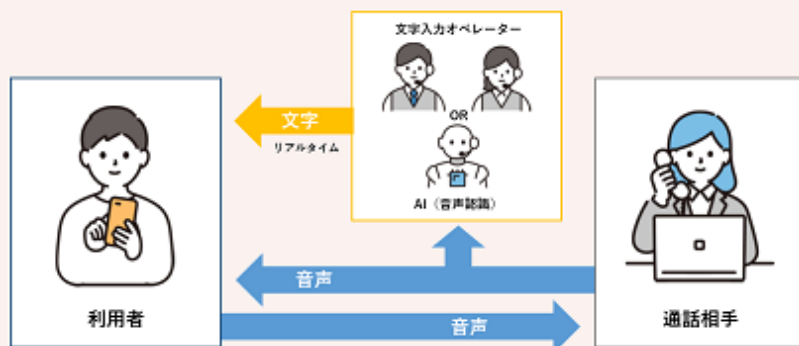 文字入力オペレーター
OR
AI（音声認識）
文字
リアルタイム
音声
音声
利用者
通話相手